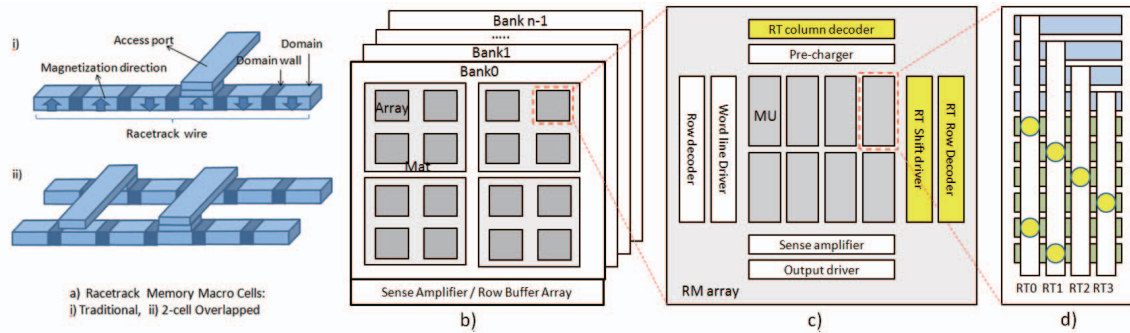 i)
Access port
Magnetization direction
Domain
Domain wall
Racetrack wire
ii)
a) Racetrack Memory Macro Cells:
i) Traditional, ii) 2-cell Overlapped
Bank n-1
.....
Bank1
Bank0
Array
Mat
Sense Amplifier / Row Buffer Array
b)
RT column decoder
Pre-charger
Row decoder
Word line Driver
MU
RT Shift driver
RT Row Decoder
Sense amplifier
Output driver
RM array
c)
RT0 RT1 RT2 RT3
d)